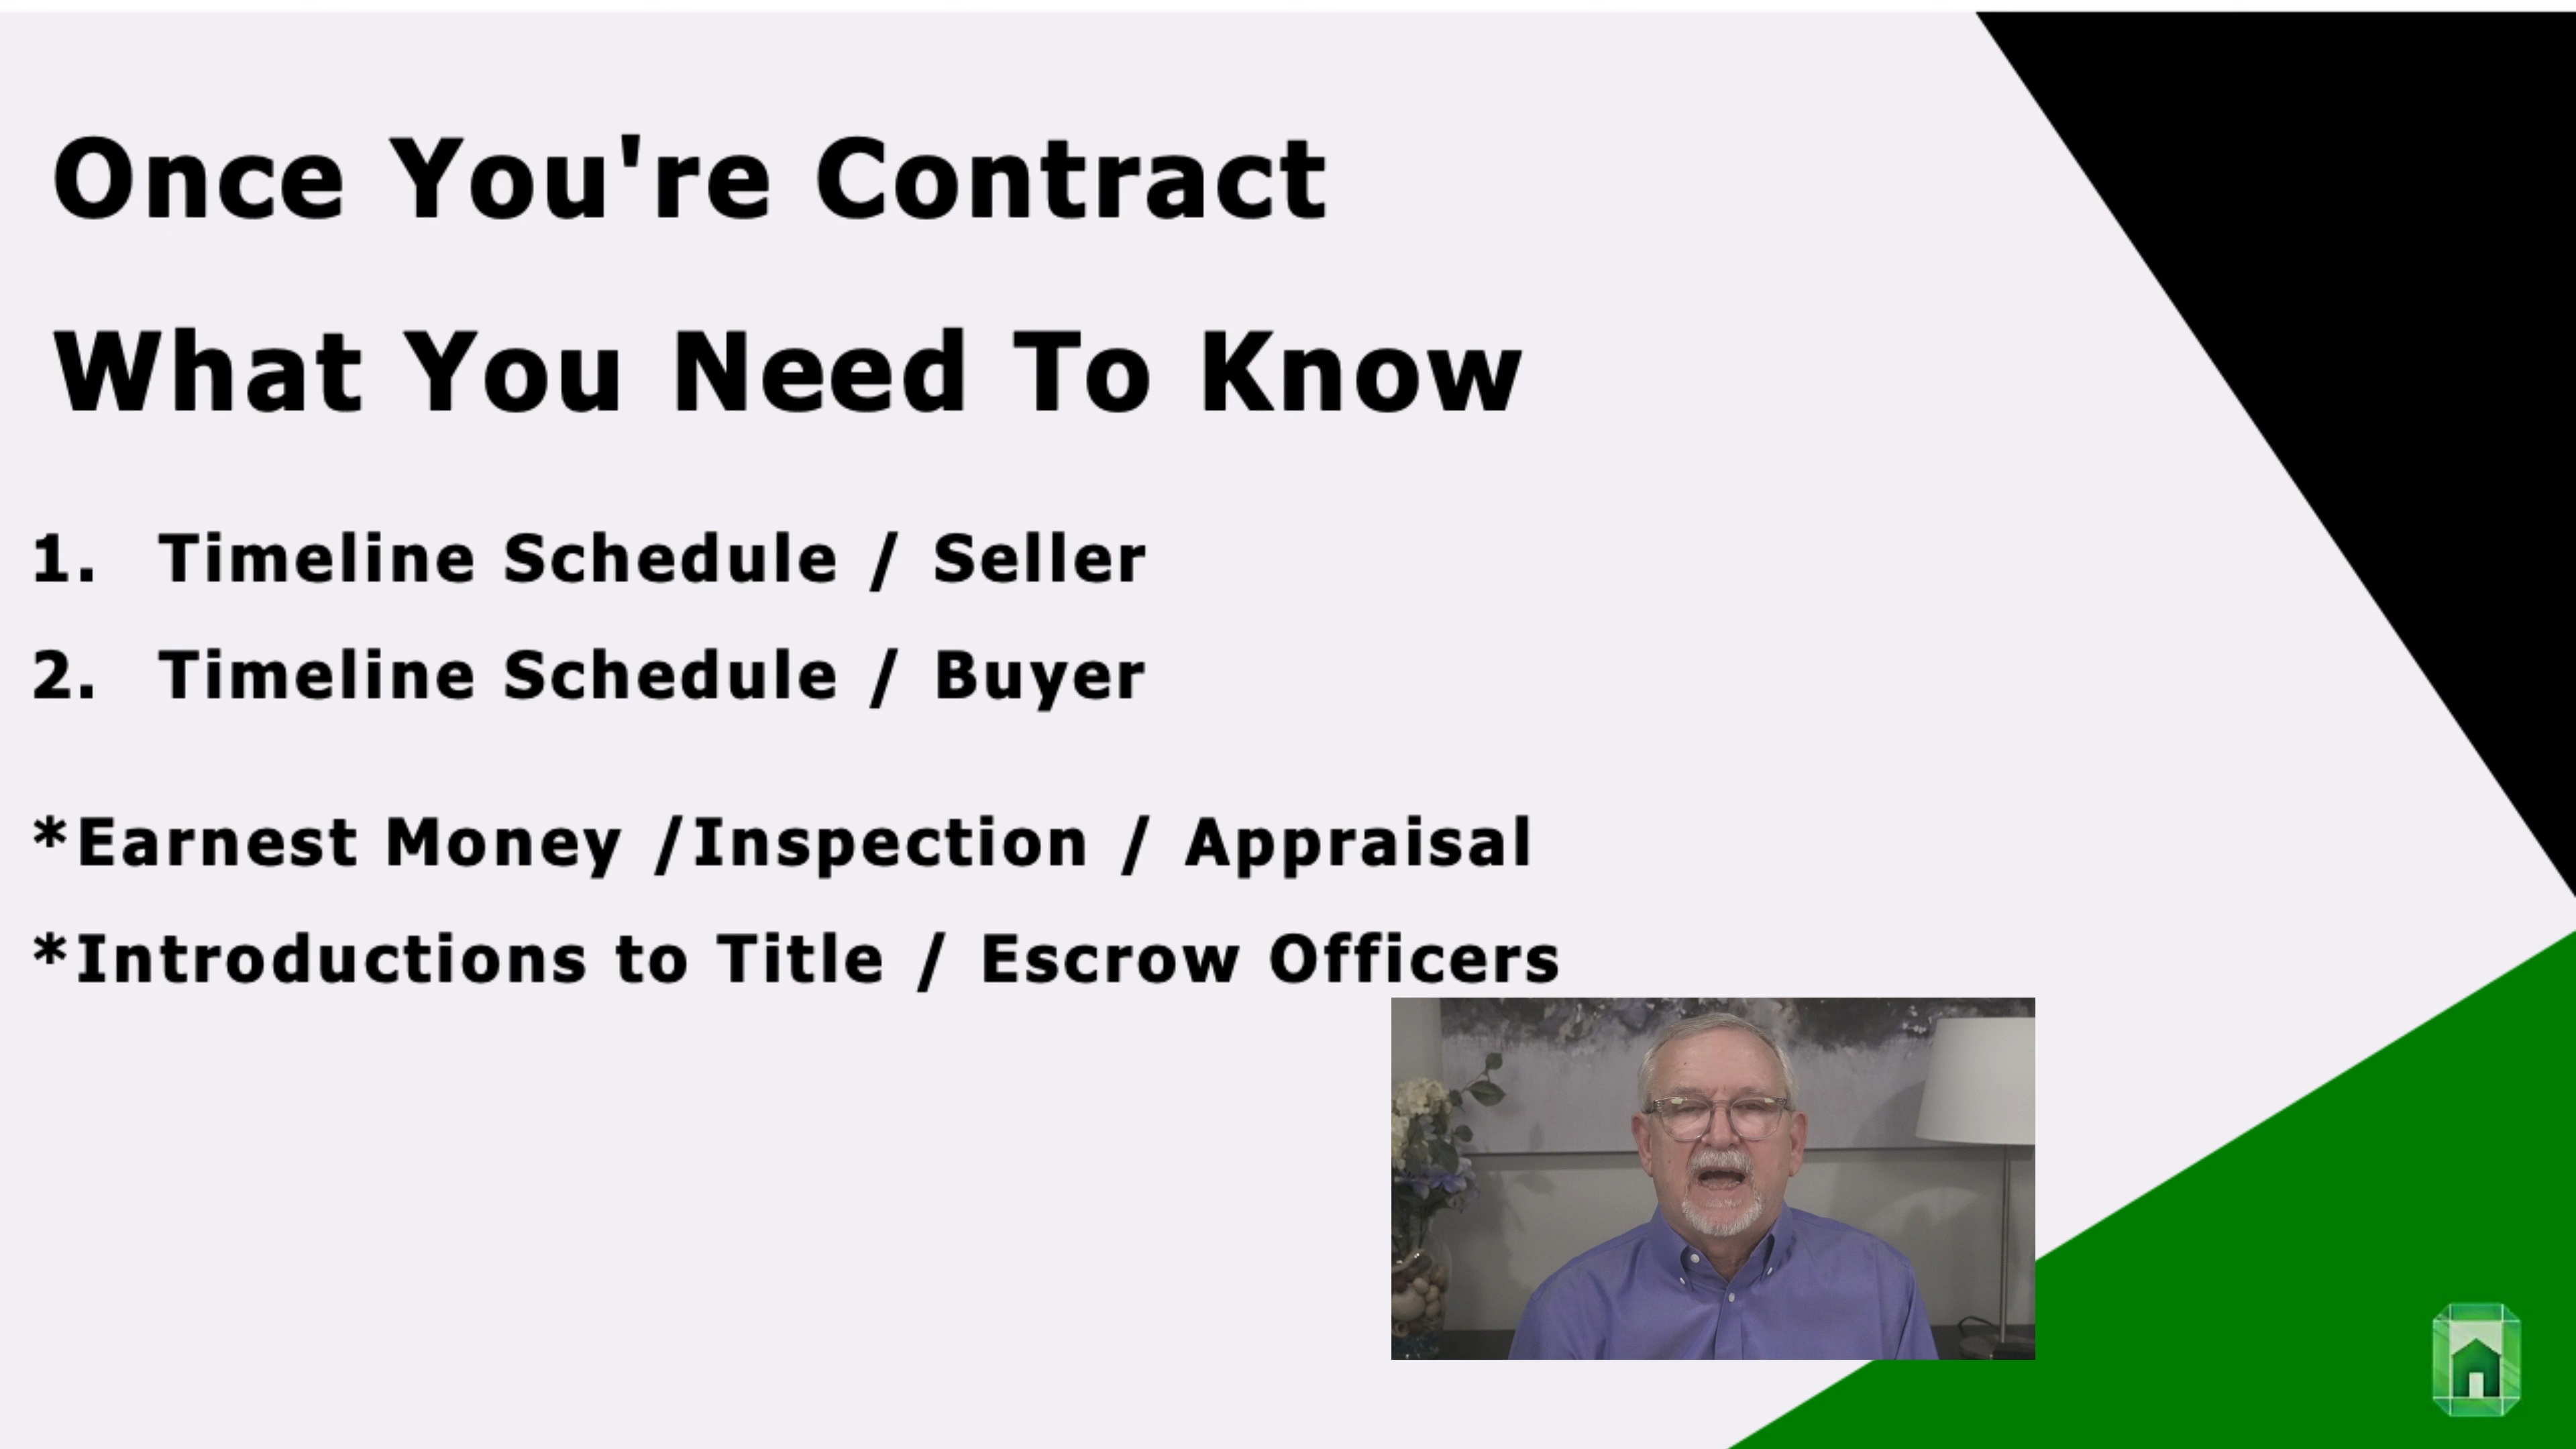 Once You're Contract
What You Need To Know
1. Timeline Schedule / Seller
2. Timeline Schedule / Buyer
*Earnest Money /Inspection / Appraisal
*Introductions to Title / Escrow Officers